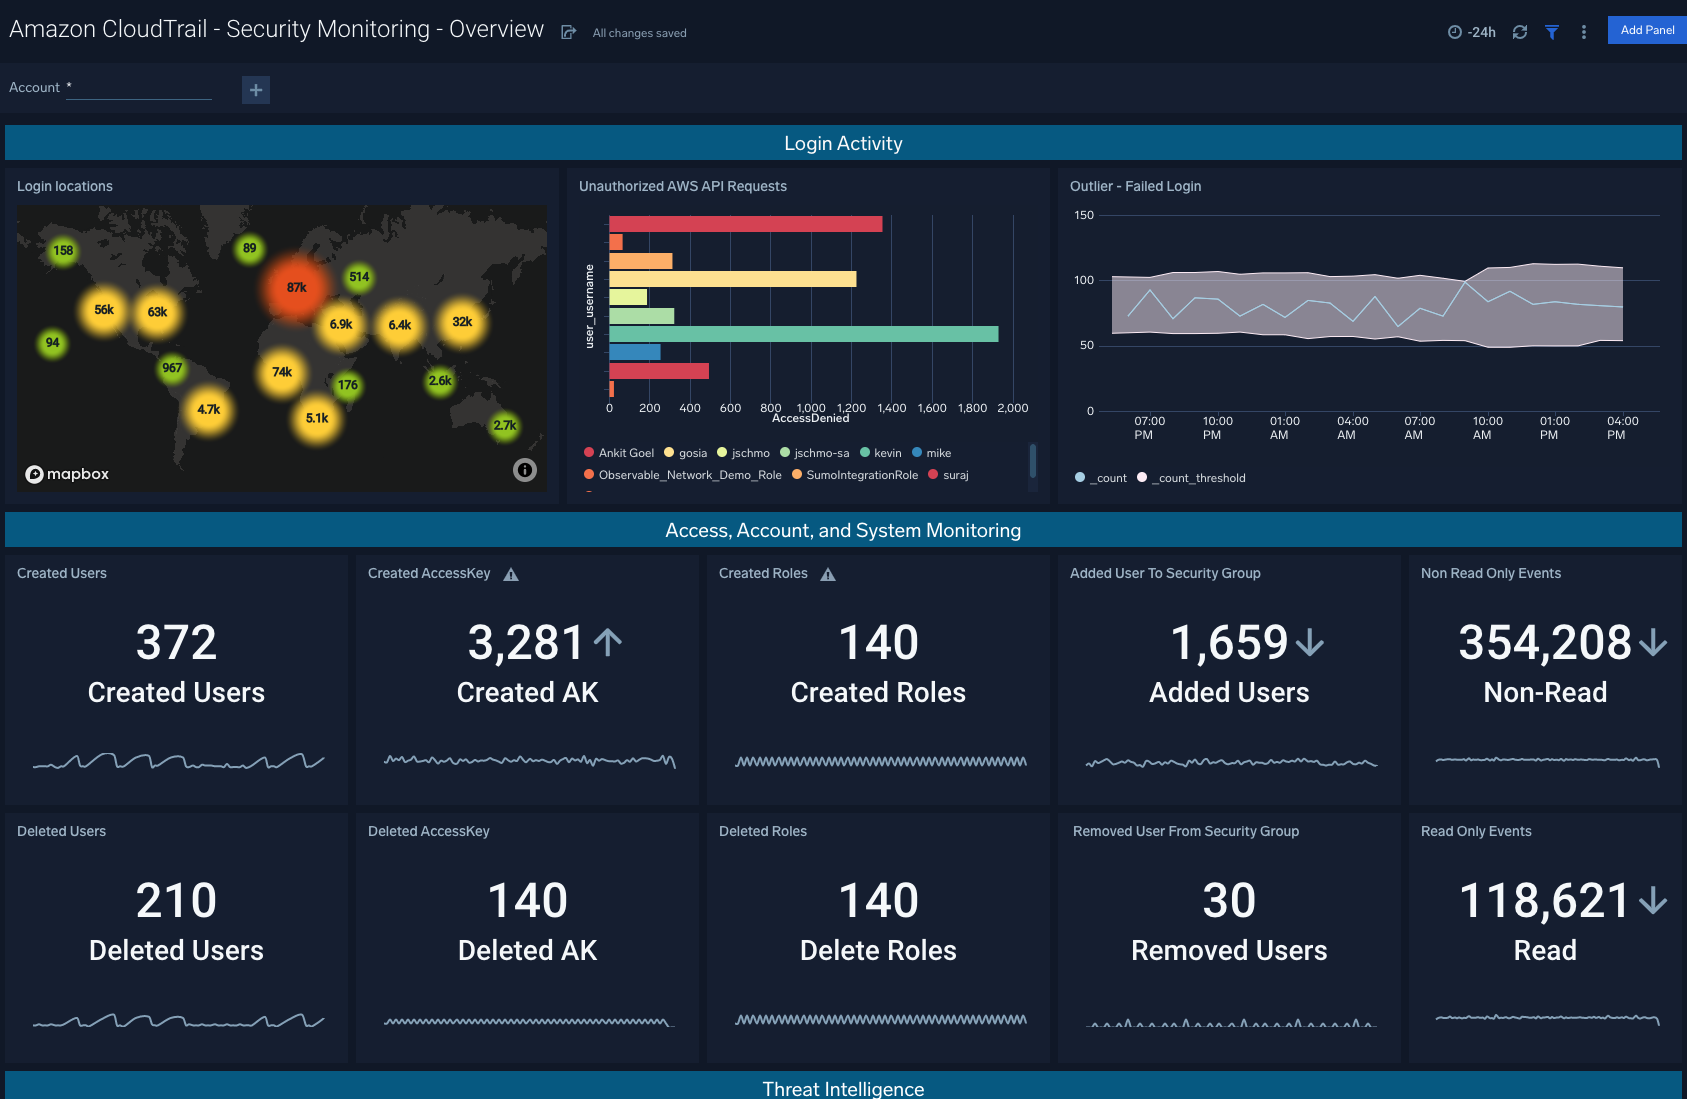 Amazon CloudTrail - Security Monitoring - Overview
All changes saved
-24h
Add Panel
Account *
Login Activity
Login locations
158
89
514
87k
56k
63k
6.9k
6.4k
32k
94
967
74k
176
2.6k
4.7k
5.1k
2.7k
mapbox
Unauthorized AWS API Requests
user_username
0 200 400 600 800 1,000 1,200 1,400 1,600 1,800 2,000
AccessDenied
Ankit Goel gosia jschmo jschmo-sa kevin mike
Observable_Network_Demo_Role SumoIntegrationRole suraj
Outlier - Failed Login
150
100
50
0
07:00 PM 10:00 PM 01:00 AM 04:00 AM 07:00 AM 10:00 AM 01:00 PM 04:00 PM
_count _count_threshold
Access, Account, and System Monitoring
Created Users
372
Created Users
Created AccessKey
3,281
Created AK
Created Roles
140
Created Roles
Added User To Security Group
1,659
Added Users
Non Read Only Events
354,208
Non-Read
Deleted Users
210
Deleted Users
Deleted AccessKey
140
Deleted AK
Deleted Roles
140
Delete Roles
Removed User From Security Group
30
Removed Users
Read Only Events
118,621
Read
Threat Intelligence